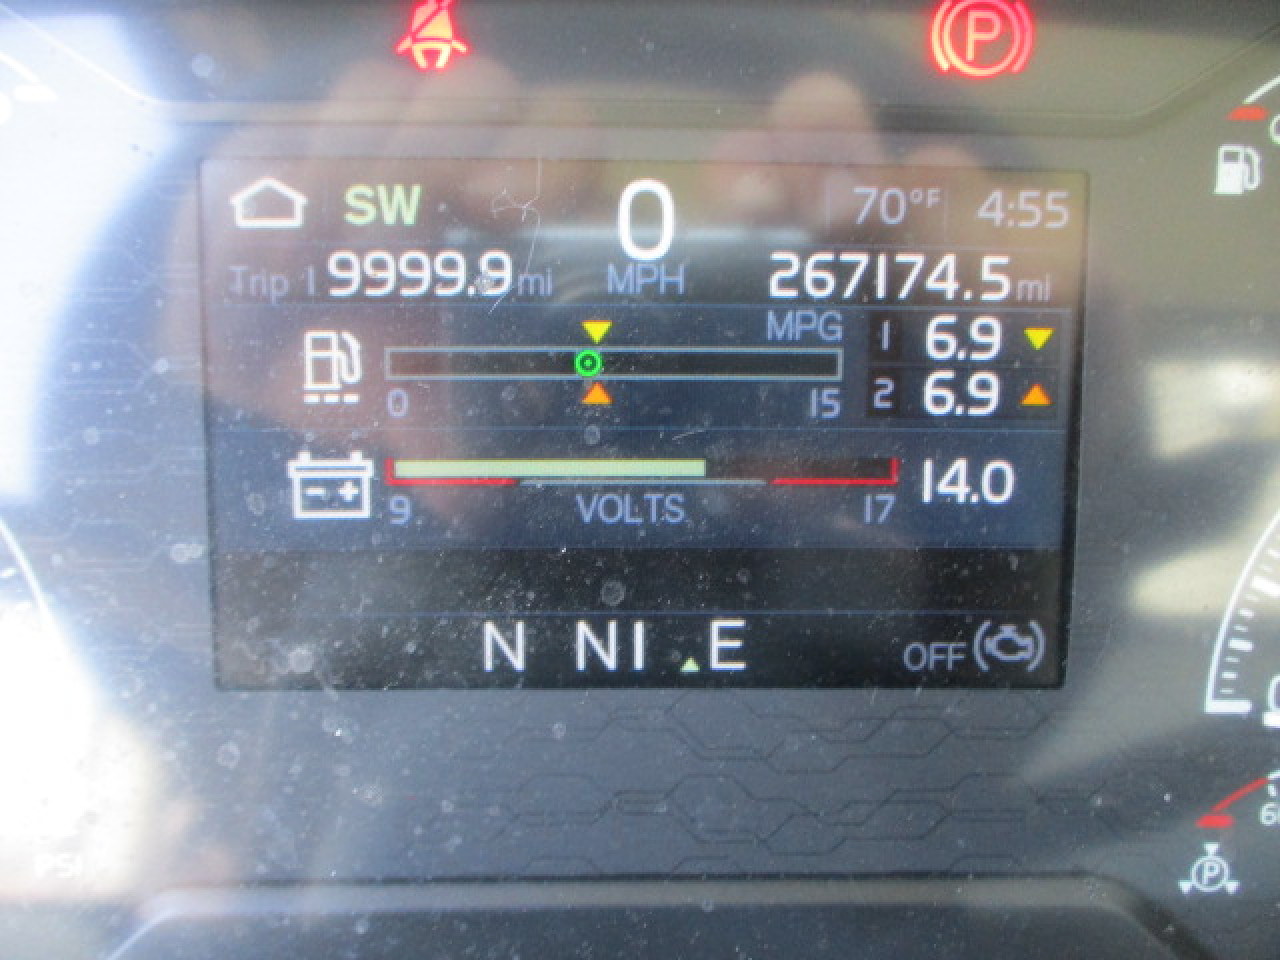 P
SW 0 70°F 4:55
Trip 1 9999.9 mi MPH 267174.5 mi
MPG 1 6.9
0 15 2 6.9
14.0
9 VOLTS 17
N NI E OFF
PSI
P